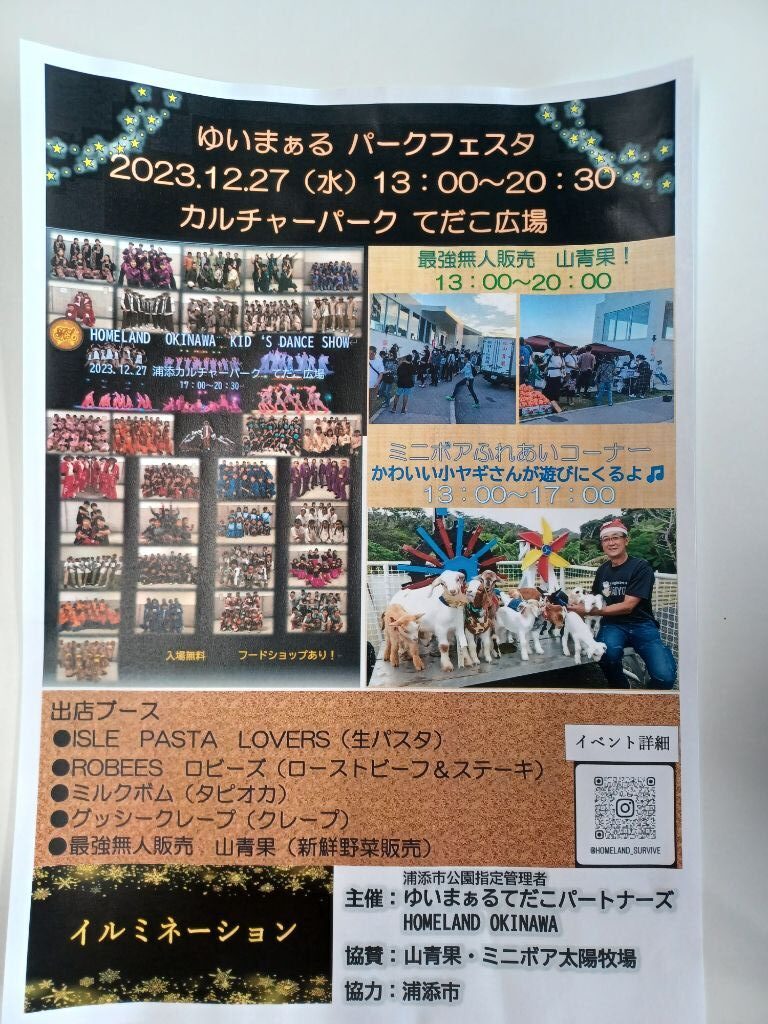 ゆいまぁる パークフェスタ
2023.12.27（水）13：00〜20：30
カルチャーパーク てだこ広場
HOMELAND OKINAWA KID 'S DANCE SHOW
2023.12.27 浦添カルチャーパーク てだこ広場
17：00〜20：30
入場無料 フードショップあり！
最強無人販売 山青果！
13：00〜20：00
ミニボアふれあいコーナー
かわいい小ヤギさんが遊びにくるよ♫
13：00〜17：00
出店ブース
●ISLE PASTA LOVERS（生パスタ）
●ROBEES ロビーズ（ローストビーフ＆ステーキ）
●ミルクボム（タピオカ）
●グッシークレープ（クレープ）
●最強無人販売 山青果（新鮮野菜販売）
イベント詳細
@HOMELAND_SURVIVE
イルミネーション
浦添市公園指定管理者
主催：ゆいまぁるてだこパートナーズ
HOMELAND OKINAWA
協賛：山青果・ミニボア太陽牧場
協力：浦添市